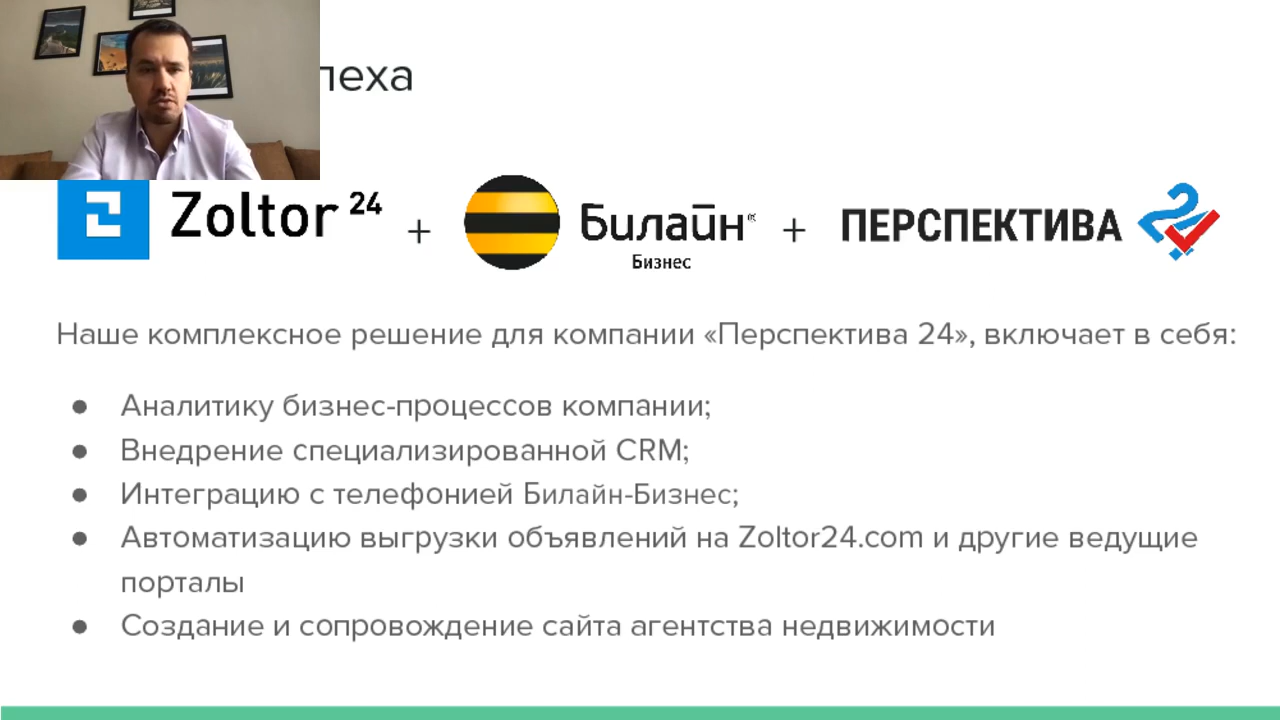 пеха
Zoltor 24 + Билайн Бизнес + ПЕРСПЕКТИВА 24
Наше комплексное решение для компании «Перспектива 24», включает в себя:
● Аналитику бизнес-процессов компании;
● Внедрение специализированной CRM;
● Интеграцию с телефонией Билайн-Бизнес;
● Автоматизацию выгрузки объявлений на Zoltor24.com и другие ведущие
порталы
● Создание и сопровождение сайта агентства недвижимости